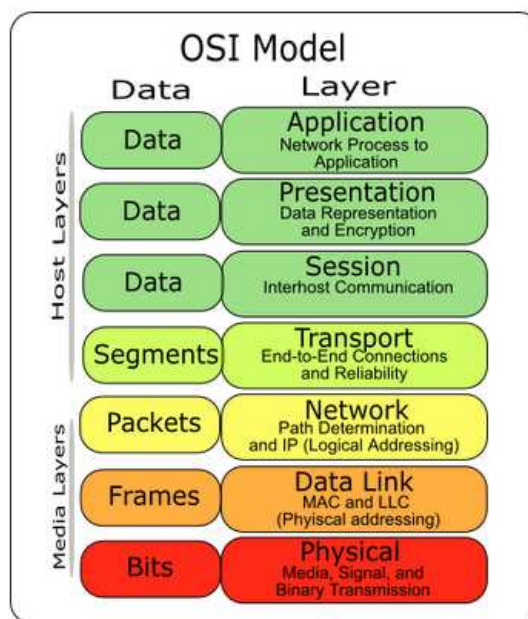 OSI Model
Data Layer
Host Layers
Data
Application
Network Process to
Application
Data
Presentation
Data Representation
and Encryption
Data
Session
Interhost Communication
Segments
Transport
End-to-End Connections
and Reliability
Media Layers
Packets
Network
Path Determination
and IP (Logical Addressing)
Frames
Data Link
MAC and LLC
(Phyiscal addressing)
Bits
Physical
Media, Signal, and
Binary Transmission